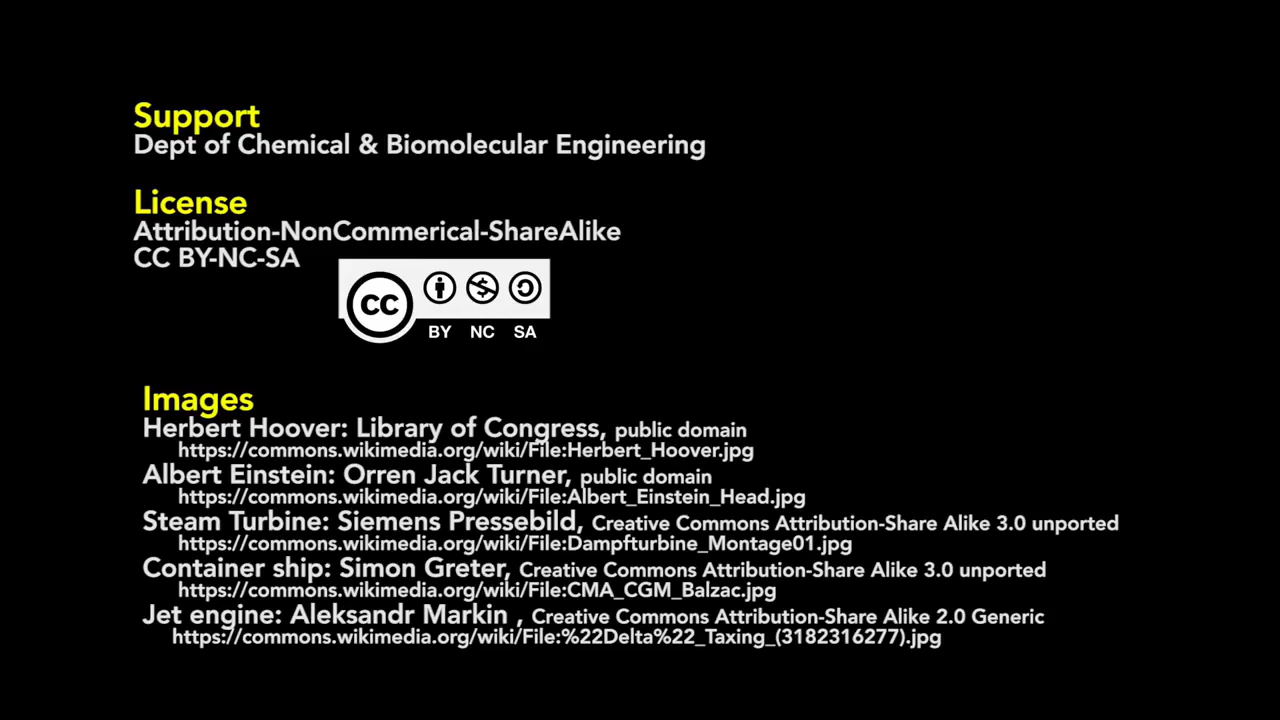 Support
Dept of Chemical & Biomolecular Engineering
License
Attribution-NonCommerical-ShareAlike
CC BY-NC-SA
cc
BY NC SA
Images
Herbert Hoover: Library of Congress, public domain
https://commons.wikimedia.org/wiki/File:Herbert_Hoover.jpg
Albert Einstein: Orren Jack Turner, public domain
https://commons.wikimedia.org/wiki/File:Albert_Einstein_Head.jpg
Steam Turbine: Siemens Pressebild, Creative Commons Attribution-Share Alike 3.0 unported
https://commons.wikimedia.org/wiki/File:Dampfturbine_Montage01.jpg
Container ship: Simon Greter, Creative Commons Attribution-Share Alike 3.0 unported
https://commons.wikimedia.org/wiki/File:CMA_CGM_Balzac.jpg
Jet engine: Aleksandr Markin , Creative Commons Attribution-Share Alike 2.0 Generic
https://commons.wikimedia.org/wiki/File:%22Delta%22_Taxing_(3182316277).jpg